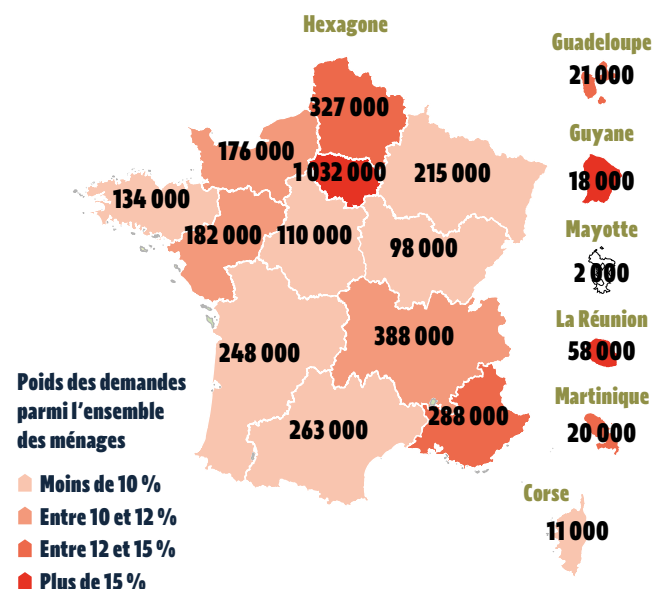 Hexagone
Guadeloupe
21 000
327 000
Guyane
176 000
1 032 000
215 000
18 000
134 000
Mayotte
182 000
110 000
98 000
2 000
La Réunion
388 000
58 000
248 000
Poids des demandes
parmi l'ensemble
des ménages
Martinique
288 000
263 000
20 000
Moins de 10 %
Entre 10 et 12 %
Entre 12 et 15 %
Plus de 15 %
Corse
11 000